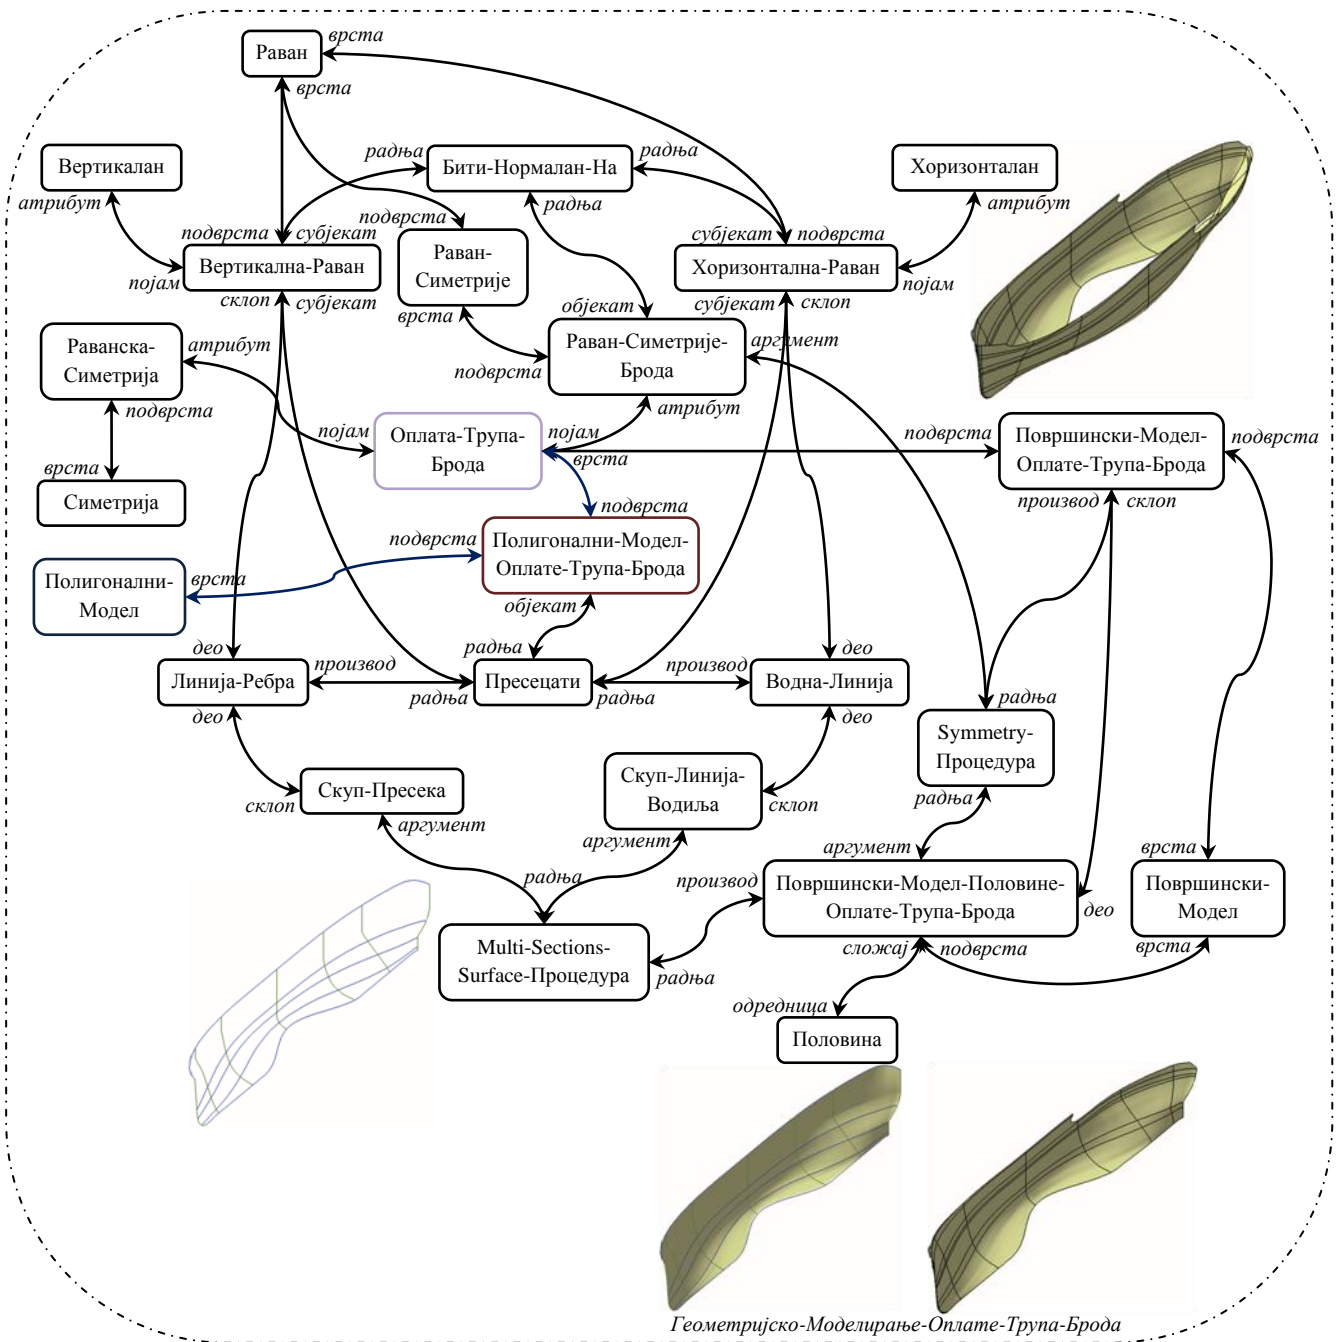 Раван
врста
врста
Вертикалан
атрибут
радња
Бити-Нормалан-На
радња
радња
Хоризонталан
атрибут
подврста
субјекат
Вертикална-Раван
појам
склоп
субјекат
подврста
Раван-
Симетрије
врста
субјекат
подврста
Хоризонтална-Раван
појам
субјекат
склоп
објекат
Раван-Симетрије-
Брода
аргумент
подврста
атрибут
Раванска-
Симетрија
атрибут
подврста
врста
Симетрија
појам
Оплата-Трупа-
Брода
појам
врста
подврста
подврста
Површински-Модел-
Оплате-Трупа-Брода
подврста
производ
склоп
подврста
Полигонални-Модел-
Оплате-Трупа-Брода
објекат
Полигонални-
Модел
врста
део
Линија-Ребра
производ
део
радња
Пресецати
радња
радња
производ
део
Водна-Линија
део
радња
Symmetry-
Процедура
радња
склоп
Скуп-Пресека
аргумент
Скуп-Линија-
Водиља
склоп
аргумент
радња
Multi-Sections-
Surface-Процедура
радња
производ
аргумент
Површински-Модел-Половине-
Оплате-Трупа-Брода
део
сложај
подврста
врста
Површински-
Модел
врста
одредница
Половина
Геометријско-Моделирање-Оплате-Трупа-Брода